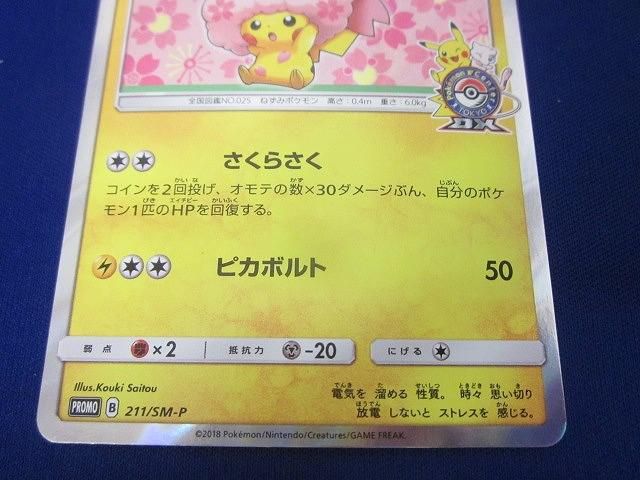 全国図鑑NO.025 ねずみポケモン 高さ:0.4m 重さ:6.0kg
Pokémon Center
TOKYO
DX
さくらさく
コインを2回投げ、オモテの数×30ダメージぶん、自分のポケ
モン1匹のHPを回復する。
ピカボルト 50
弱点 ×2 抵抗力 -20 にげる
Illus.Kouki Saitou
電気を 溜める 性質。 時々 思い切り
放電 しないと ストレスを 感じる。
PROMO B 211/SM-P
©2018 Pokémon/Nintendo/Creatures/GAME FREAK.